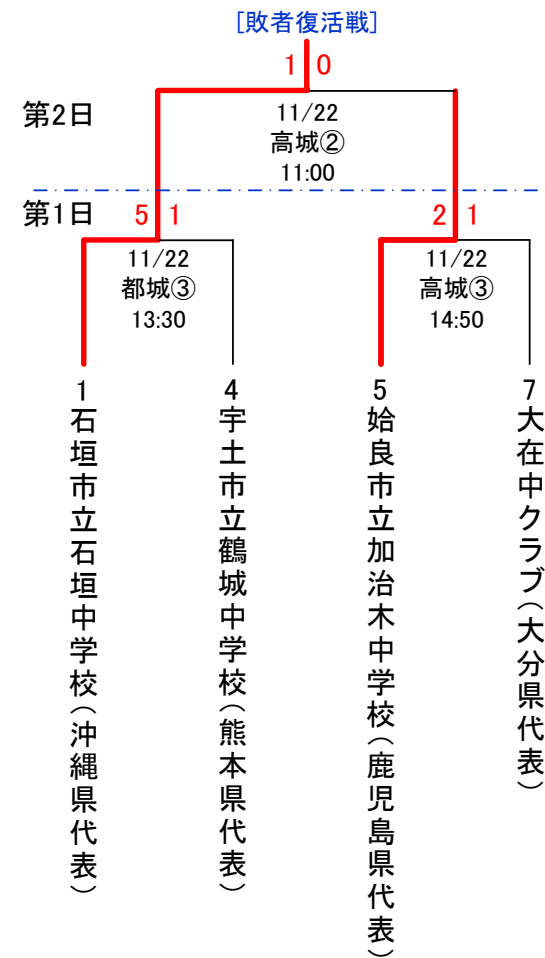 [敗者復活戦]
1 0
第2日
11/22
高城②
11:00
第1日
5 1
2 1
11/22
都城③
13:30
11/22
高城③
14:50
1
石垣市立石垣中学校(沖縄県代表)
4
宇土市立鶴城中学校(熊本県代表)
5
姶良市立加治木中学校(鹿児島県代表)
7
大在中クラブ(大分県代表)